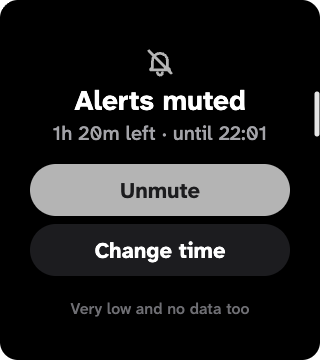 Alerts muted
1h 20m left · until 22:01
Unmute
Change time
Very low and no data too